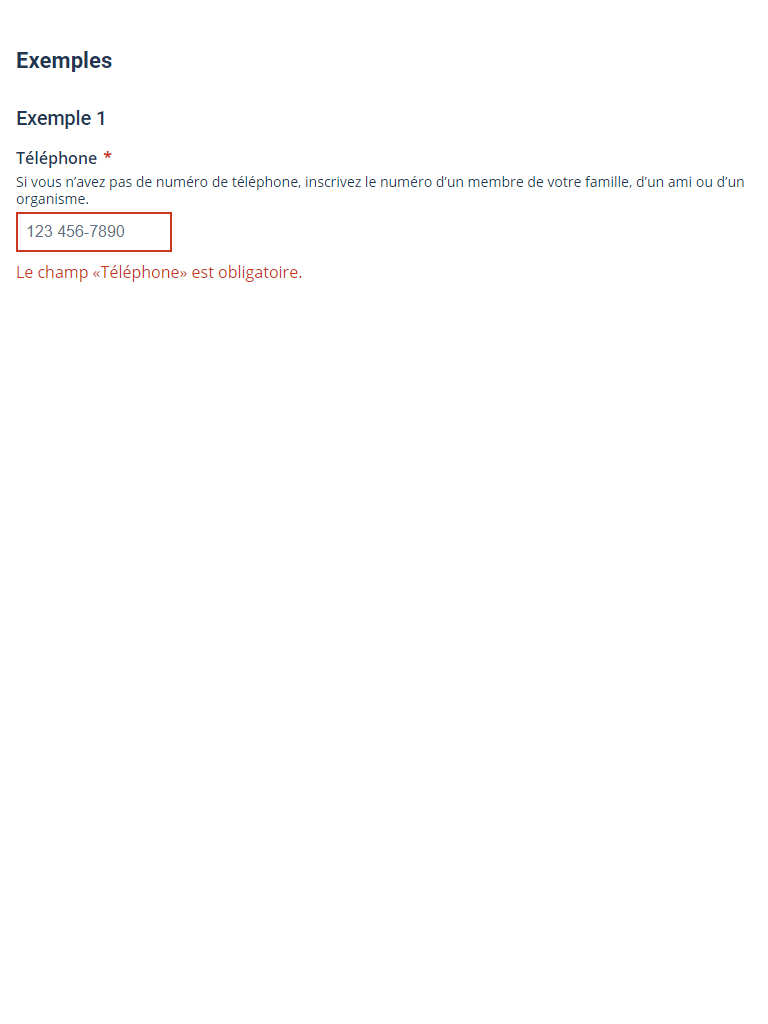 Exemples
Exemple 1
Téléphone *
Si vous n’avez pas de numéro de téléphone, inscrivez le numéro d’un membre de votre famille, d’un ami ou d’un
organisme.
123 456-7890
Le champ «Téléphone» est obligatoire.